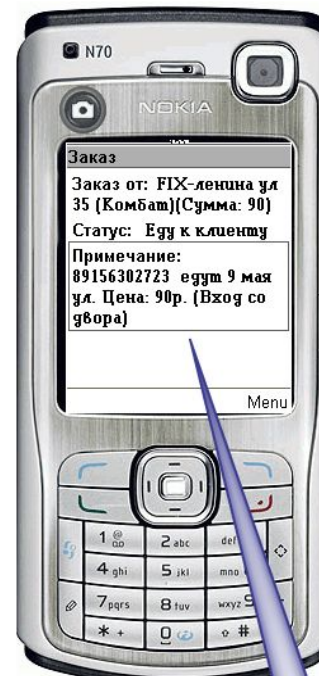 N70
NOKIA
Заказ
Заказ от: FIX-ленина ул
35 (Комбат)(Сумма: 90)
Статус: Еду к клиенту
Примечание:
89156302723 едут 9 мая
ул. Цена: 90р. (Вход со
двора)
Menu
1 @
2 abc
def
4 ghi
5 jkl
mno
7 pqrs
8 tuv
wxyz 9
* +
0
#